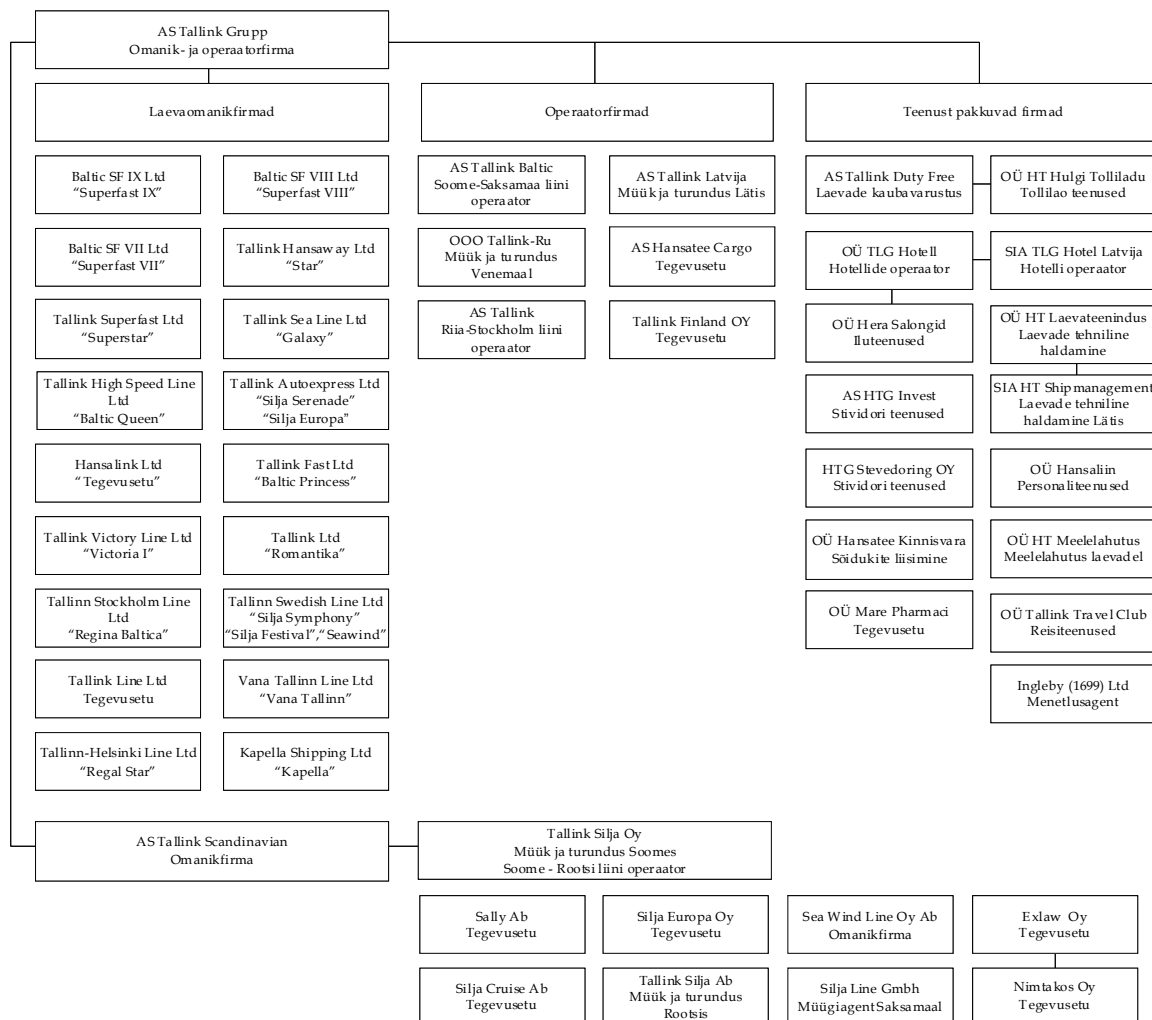 AS Tallink Grupp
Omanik- ja operaatorfirma
Laevaomanikfirmad
Operaatorfirmad
Teenust pakkuvad firmad
Baltic SF IX Ltd
“Superfast IX”
Baltic SF VIII Ltd
“Superfast VIII”
AS Tallink Baltic
Soome-Saksamaa liini
operaator
AS Tallink Latvija
Müük ja turundus Lätis
AS Tallink Duty Free
Laevade kaubavarustus
OÜ HT Hulgi Tolliladu
Tollilao teenused
Baltic SF VII Ltd
“Superfast VII”
Tallink Hansaway Ltd
“Star”
OOO Tallink-Ru
Müük ja turundus
Venemaal
AS Hansatee Cargo
Tegevusetu
OÜ TLG Hotell
Hotellide operaator
SIA TLG Hotel Latvija
Hotelli operaator
Tallink Superfast Ltd
“Superstar”
Tallink Sea Line Ltd
“Galaxy”
AS Tallink
Riia-Stockholm liini
operaator
Tallink Finland OY
Tegevusetu
OÜ Hera Salongid
Iluteenused
OÜ HT Laevateenindus
Laevade tehniline
haldamine
Tallink High Speed Line
Ltd
“Baltic Queen”
Tallink Autoexpress Ltd
“Silja Serenade”
“Silja Europa”
AS HTG Invest
Stividori teenused
SIA HT Shipmanagement
Laevade tehniline
haldamine Lätis
Hansalink Ltd
“Tegevusetu”
Tallink Fast Ltd
“Baltic Princess”
HTG Stevedoring OY
Stividori teenused
OÜ Hansaliin
Personaliteenused
Tallink Victory Line Ltd
“Victoria I”
Tallink Ltd
“Romantika”
OÜ Hansatee Kinnisvara
Sõidukite liisimine
OÜ HT Meelelahutus
Meelelahutus laevadel
Tallinn Stockholm Line
Ltd
“Regina Baltica”
Tallinn Swedish Line Ltd
“Silja Symphony”
“Silja Festival”,“Seawind”
OÜ Mare Pharmaci
Tegevusetu
OÜ Tallink Travel Club
Reisiteenused
Tallink Line Ltd
Tegevusetu
Vana Tallinn Line Ltd
“Vana Tallinn”
Ingleby (1699) Ltd
Menetlusagent
Tallinn-Helsinki Line Ltd
“Regal Star”
Kapella Shipping Ltd
“Kapella”
AS Tallink Scandinavian
Omanikfirma
Tallink Silja Oy
Müük ja turundus Soomes
Soome - Rootsi liini operaator
Sally Ab
Tegevusetu
Silja Europa Oy
Tegevusetu
Sea Wind Line Oy Ab
Omanikfirma
Exlaw Oy
Tegevusetu
Silja Cruise Ab
Tegevusetu
Tallink Silja Ab
Müük ja turundus
Rootsis
Silja Line Gmbh
Müügiagent Saksamaal
Nimtakos Oy
Tegevusetu